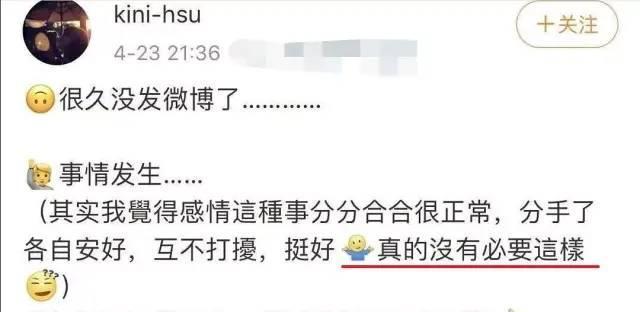 kini-hsu
4-23 21:36
+关注
🙃很久没发微博了…………
🙋‍♂️事情发生……
（其实我覺得感情這種事分分合合很正常，分手了
各自安好，互不打擾，挺好🤷‍♂️真的沒有必要這樣
😴）